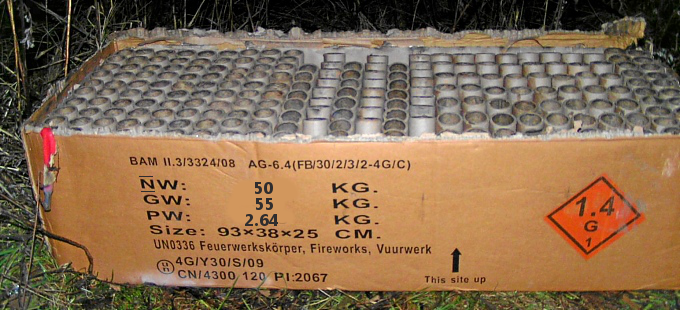 BAM II.3/3324/08 AG-6.4(FB/30/2/3/2-4G/C)
NW: 50 KG.
GW: 55 KG.
PW: 2.64 KG.
Size: 93×38×25 CM.
UN0336 Feuerwerkskörper, Fireworks, Vuurwerk
4G/Y30/S/09
CN/4300 120 PI:2067
This site up
1.4
G
1